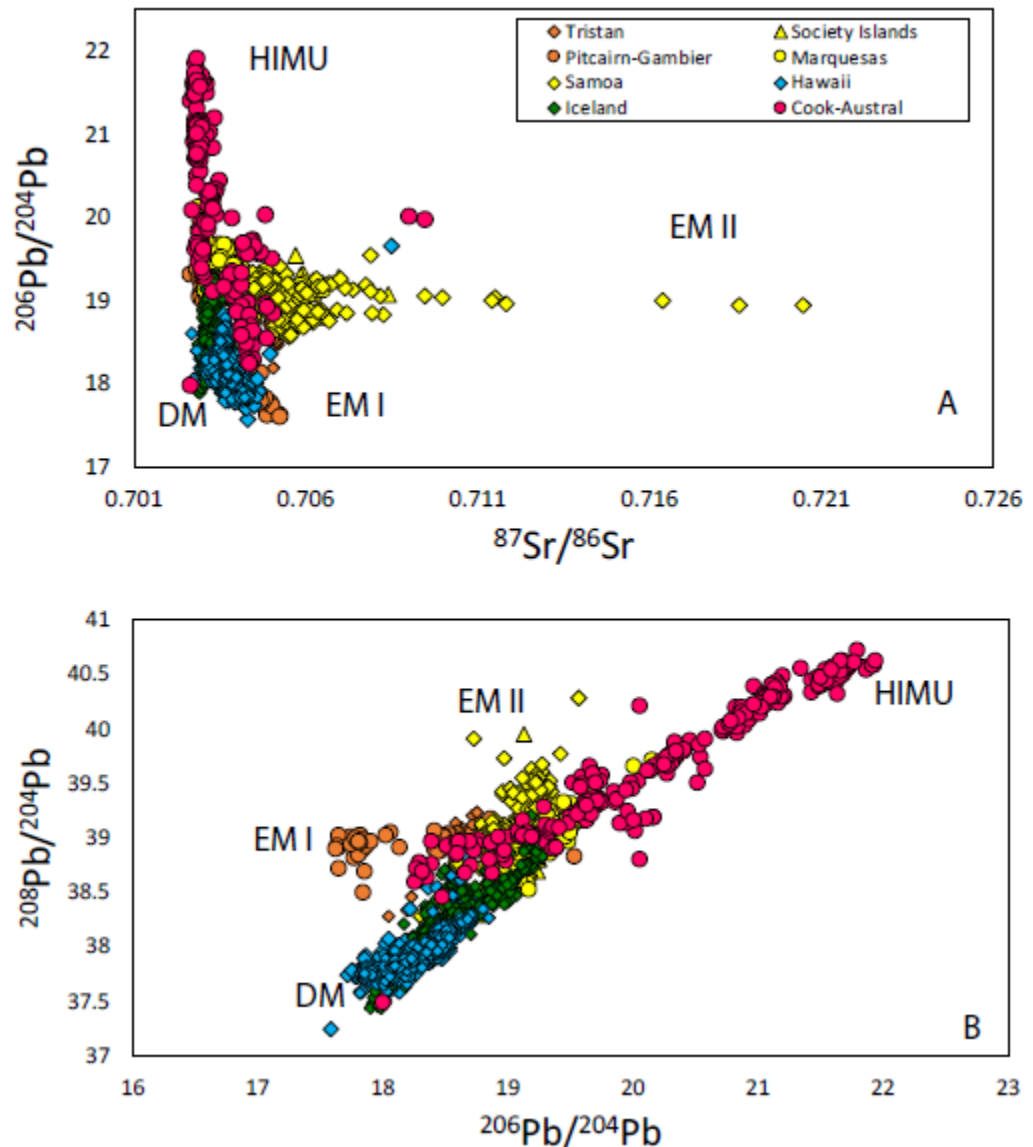 Tristan
Society Islands
Pitcairn-Gambier
Marquesas
Samoa
Hawaii
Iceland
Cook-Austral
22
21
20
19
18
17
²⁰⁶Pb/²⁰⁴Pb
HIMU
EM II
DM
EM I
A
0.701
0.706
0.711
0.716
0.721
0.726
⁸⁷Sr/⁸⁶Sr
41
40.5
40
39.5
39
38.5
38
37.5
37
²⁰⁸Pb/²⁰⁴Pb
EM II
HIMU
EM I
DM
B
16
17
18
19
20
21
22
23
²⁰⁶Pb/²⁰⁴Pb